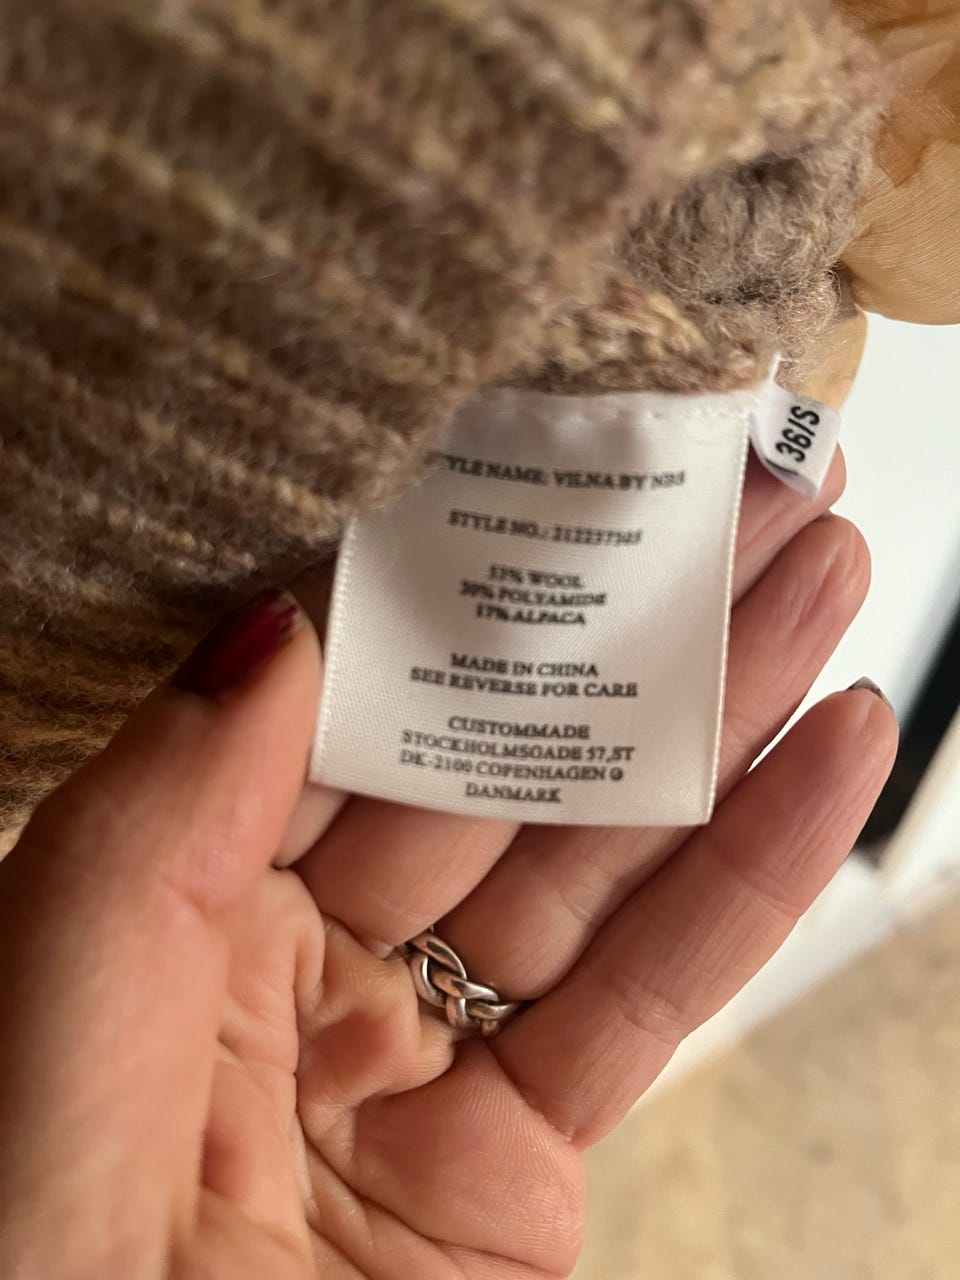 STYLE NAME: VILNA BY NBS
STYLE NO.:
53% WOOL
30% POLYAMIDE
17% ALPACA
MADE IN CHINA
SEE REVERSE FOR CARE
CUSTOMMADE
STOCKHOLMSGADE 57,ST
DK-2100 COPENHAGEN Ø
DANMARK
36/S